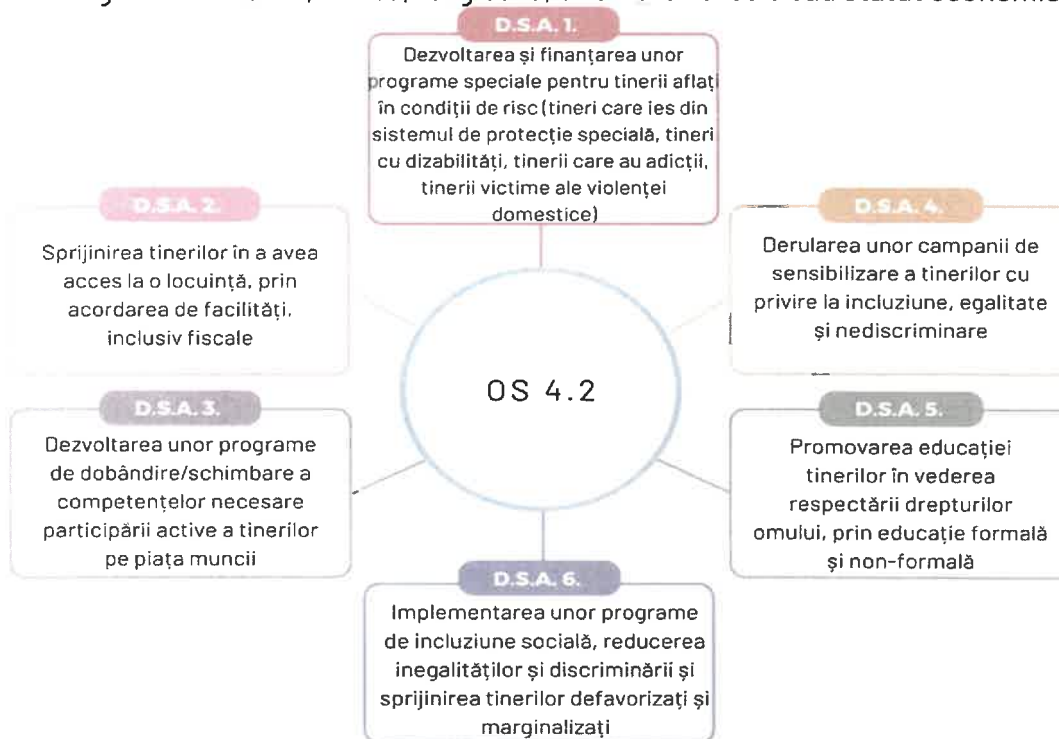 statut economic
D.S.A. 1.
Dezvoltarea și finanțarea unor
programe speciale pentru tinerii aflați
în condiții de risc (tineri care ies din
sistemul de protecție specială, tineri
cu dizabilități, tinerii care au adicții,
tinerii victime ale violenței
domestice)
D.S.A. 2.
Sprijinirea tinerilor în a avea
acces la o locuință, prin
acordarea de facilități,
inclusiv fiscale
D.S.A. 4.
Derularea unor campanii de
sensibilizare a tinerilor cu
privire la incluziune, egalitate
și nediscriminare
OS 4.2
D.S.A. 3.
Dezvoltarea unor programe
de dobândire/schimbare a
competențelor necesare
participării active a tinerilor
pe piața muncii
D.S.A. 5.
Promovarea educației
tinerilor în vederea
respectării drepturilor
omului, prin educație formală
și non-formală
D.S.A. 6.
Implementarea unor programe
de incluziune socială, reducerea
inegalităților și discriminării și
sprijinirea tinerilor defavorizați și
marginalizați